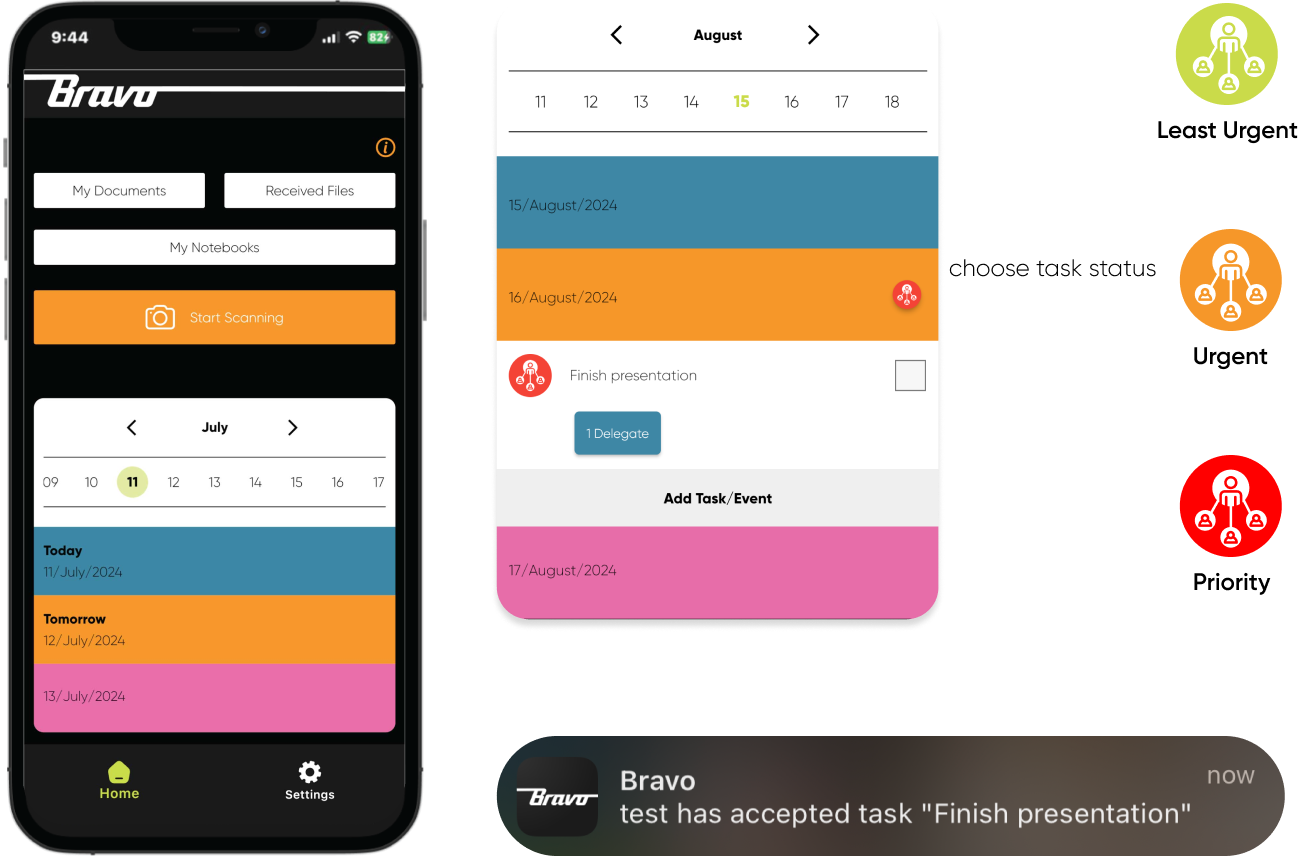 9:44
82
Bravo
i
My Documents
Received Files
My Notebooks
Start Scanning
July
09 10 11 12 13 14 15 16 17
Today
11/July/2024
Tomorrow
12/July/2024
13/July/2024
Home
Settings
August
11 12 13 14 15 16 17 18
15/August/2024
16/August/2024
Finish presentation
1 Delegate
Add Task/Event
17/August/2024
choose task status
Least Urgent
Urgent
Priority
Bravo
Bravo
now
test has accepted task "Finish presentation"